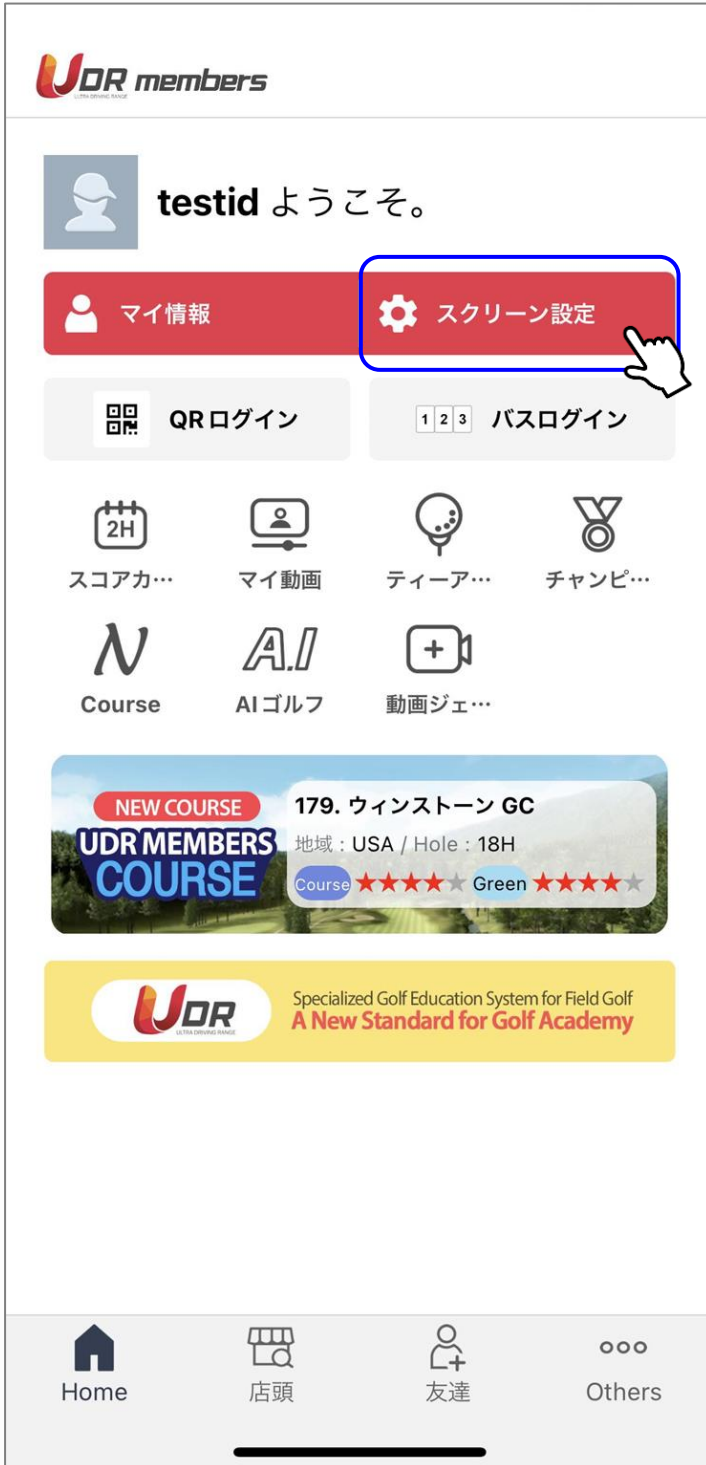 UDR members
ULTRA DRIVING RANGE
testid ようこそ。
マイ情報
スクリーン設定
QRログイン
1 2 3 バスログイン
2H
スコアカ…
マイ動画
ティーア…
チャンピ…
N
A.I
Course
AIゴルフ
動画ジェ…
NEW COURSE
UDR MEMBERS
COURSE
179. ウィンストーン GC
地域 : USA / Hole : 18H
Course ★★★★★ Green ★★★★★
UDR
ULTRA DRIVING RANGE
Specialized Golf Education System for Field Golf
A New Standard for Golf Academy
Home
店頭
友達
Others